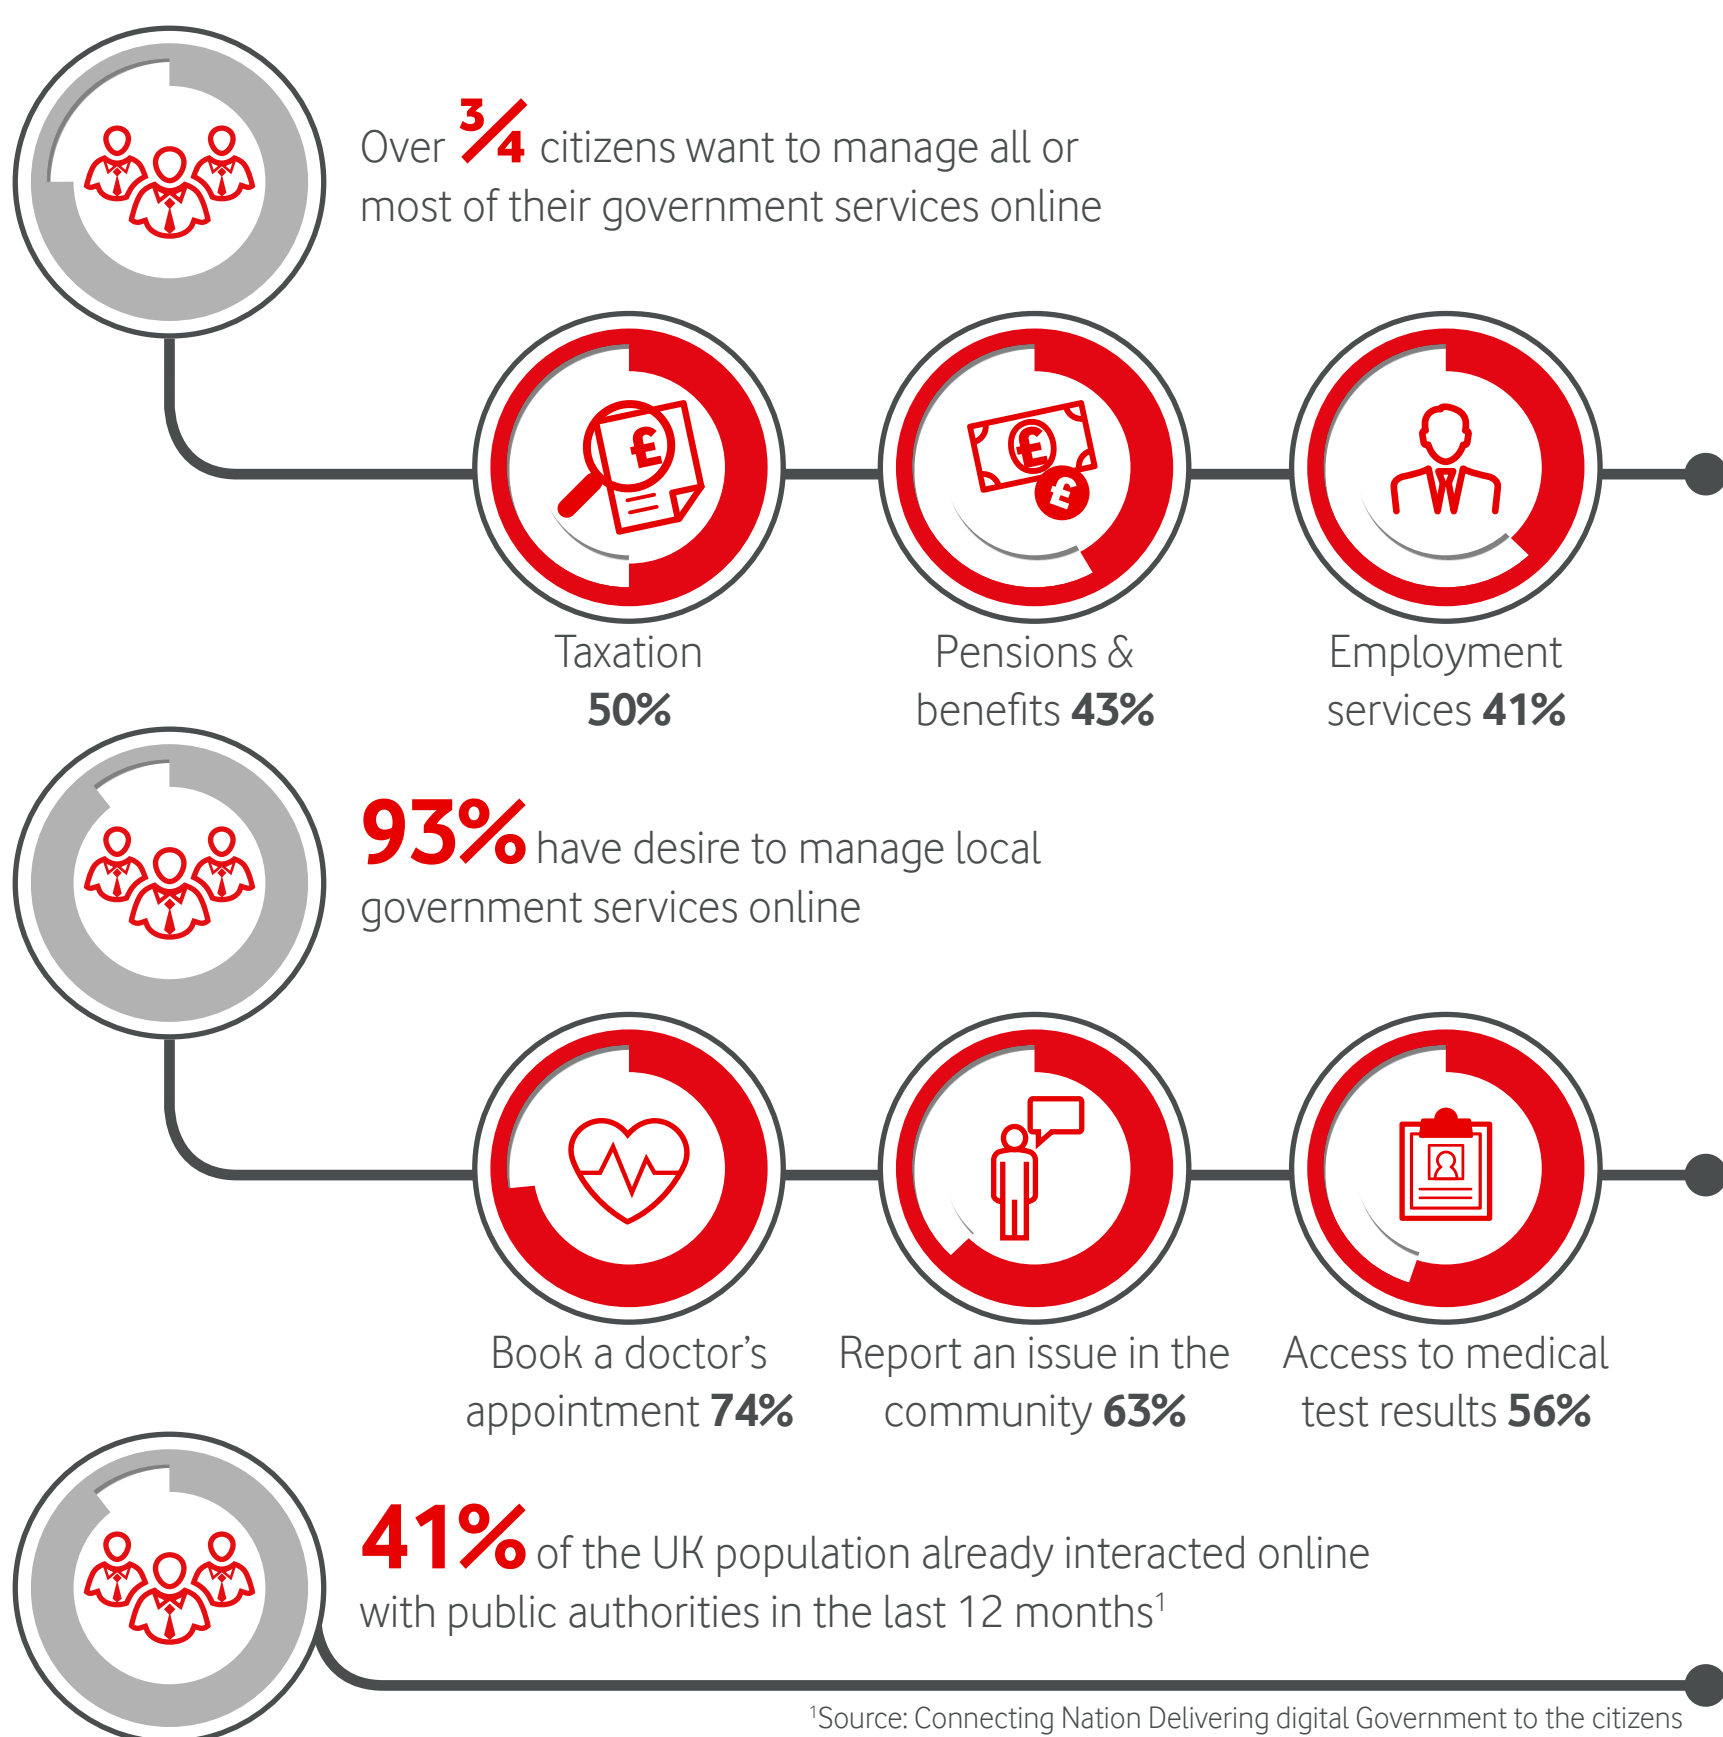 Over ¾ citizens want to manage all or
most of their government services online
£
£
£
Taxation
50%
Pensions &
benefits 43%
Employment
services 41%
93% have desire to manage local
government services online
Book a doctor’s
appointment 74%
Report an issue in the
community 63%
Access to medical
test results 56%
41% of the UK population already interacted online
with public authorities in the last 12 months¹
¹Source: Connecting Nation Delivering digital Government to the citizens